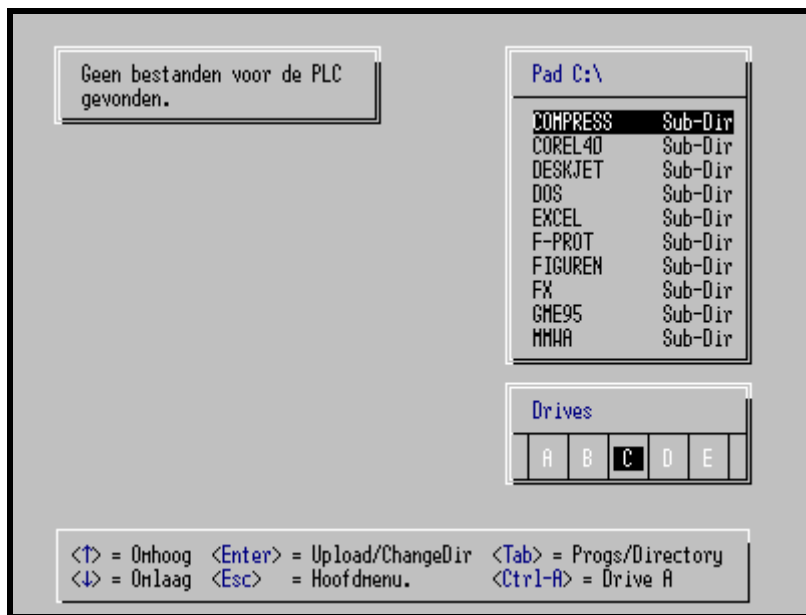 Geen bestanden voor de PLC
gevonden.
Pad C:\
COMPRESS Sub-Dir
COREL40 Sub-Dir
DESKJET Sub-Dir
DOS Sub-Dir
EXCEL Sub-Dir
F-PROT Sub-Dir
FIGUREN Sub-Dir
FX Sub-Dir
GME95 Sub-Dir
MMWA Sub-Dir
Drives
A B C D E
<↑> = Omhoog <Enter> = Upload/ChangeDir <Tab> = Progs/Directory
<↓> = Omlaag <Esc> = Hoofdmenu. <Ctrl-A> = Drive A